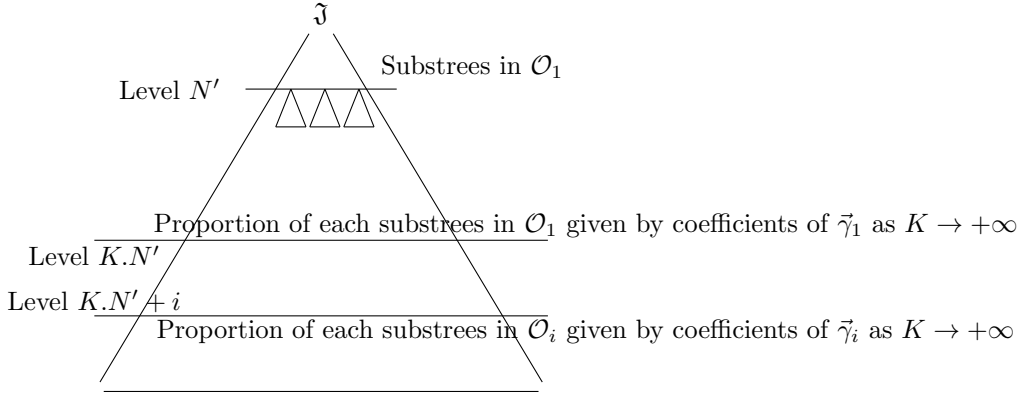 𝔍
Substrees in 𝒪₁
Level N′
Proportion of each substrees in 𝒪₁ given by coefficients of γ⃗₁ as K → +∞
Level K.N′
Level K.N′ + i
Proportion of each substrees in 𝒪ᵢ given by coefficients of γ⃗ᵢ as K → +∞